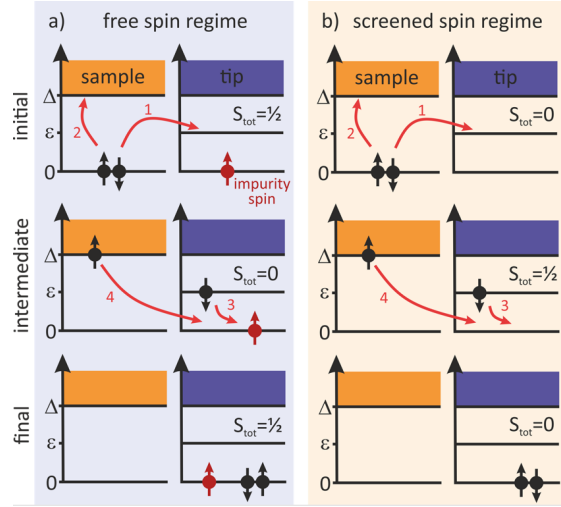 a) free spin regime
b) screened spin regime
initial
sample
tip
Δ
ε
0
1
2
S_tot=½
impurity
spin
sample
tip
Δ
ε
0
1
2
S_tot=0
intermediate
Δ
ε
0
4
3
S_tot=0
Δ
ε
0
4
3
S_tot=½
final
Δ
ε
0
S_tot=½
Δ
ε
0
S_tot=0